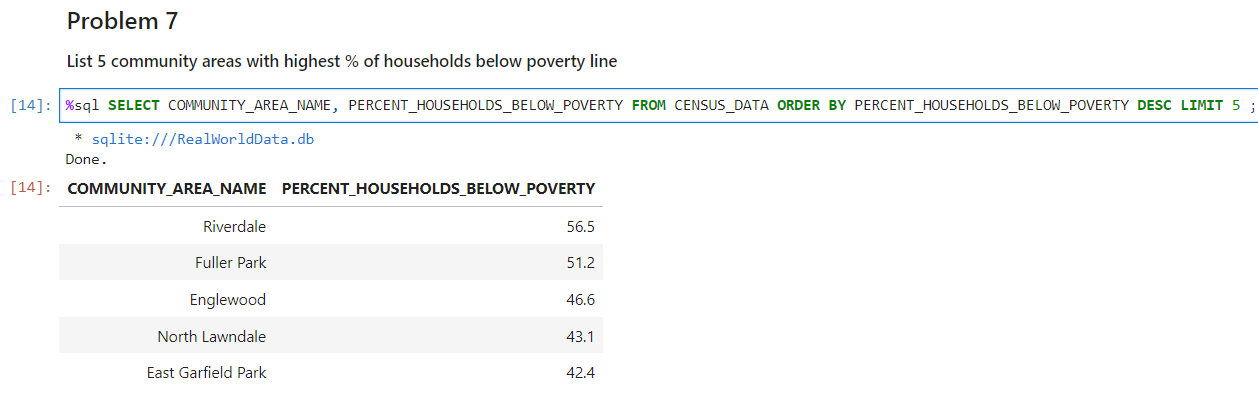 Problem 7
List 5 community areas with highest % of households below poverty line
[14]: %sql SELECT COMMUNITY_AREA_NAME, PERCENT_HOUSEHOLDS_BELOW_POVERTY FROM CENSUS_DATA ORDER BY PERCENT_HOUSEHOLDS_BELOW_POVERTY DESC LIMIT 5 ;
* sqlite:///RealWorldData.db
Done.
[14]: COMMUNITY_AREA_NAME PERCENT_HOUSEHOLDS_BELOW_POVERTY
Riverdale 56.5
Fuller Park 51.2
Englewood 46.6
North Lawndale 43.1
East Garfield Park 42.4